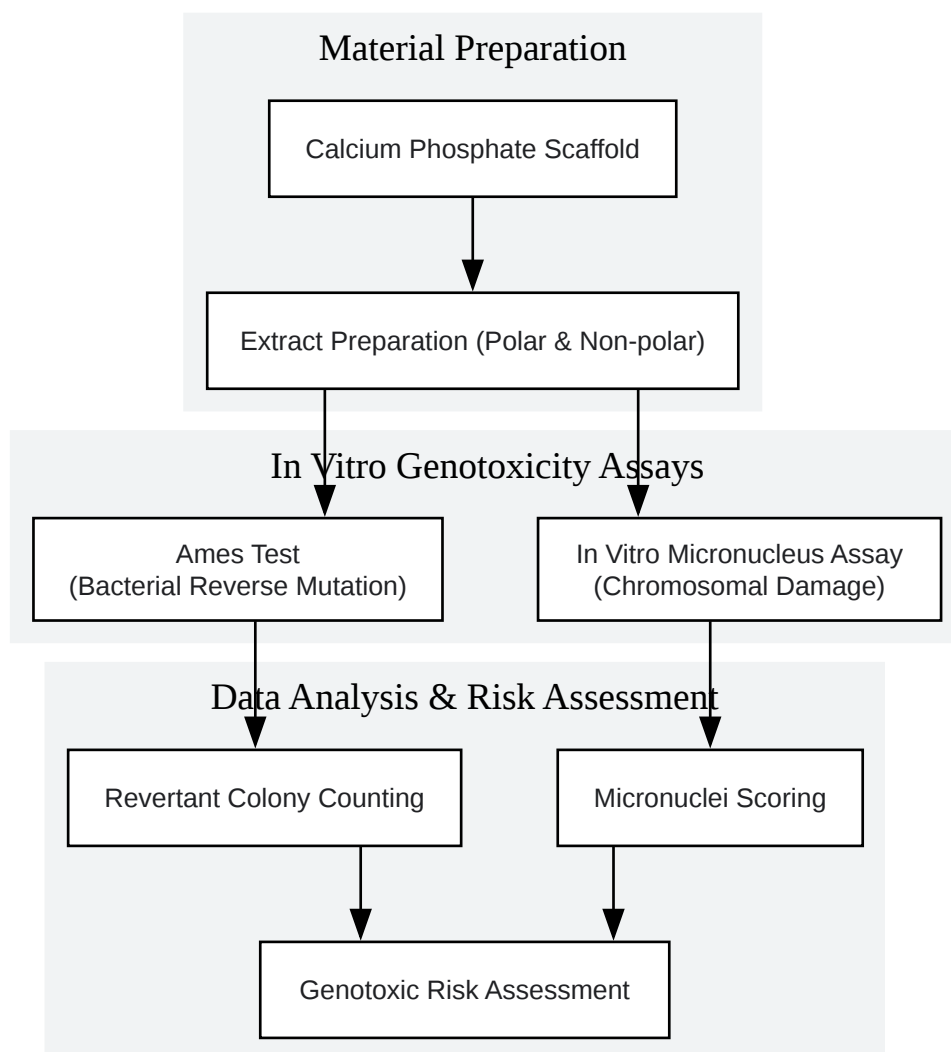 Material Preparation
Calcium Phosphate Scaffold
Extract Preparation (Polar & Non-polar)
In Vitro Genotoxicity Assays
Ames Test
(Bacterial Reverse Mutation)
In Vitro Micronucleus Assay
(Chromosomal Damage)
Data Analysis & Risk Assessment
Revertant Colony Counting
Micronuclei Scoring
Genotoxic Risk Assessment